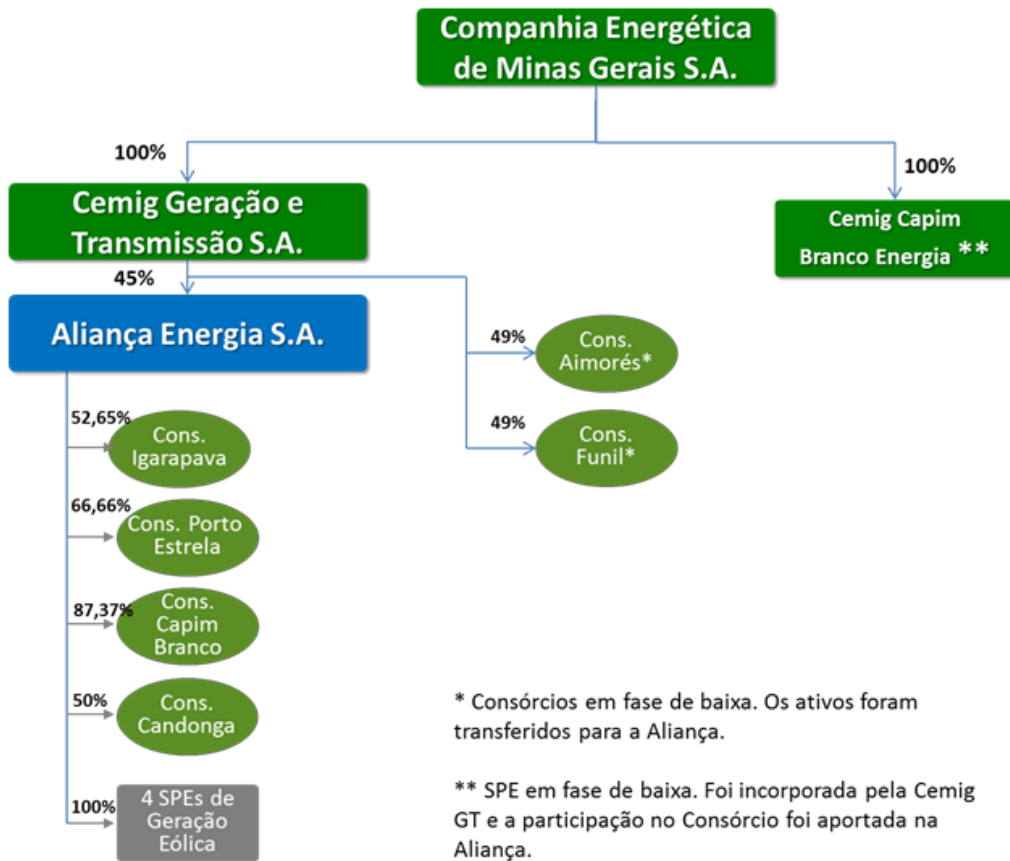 Companhia Energética
de Minas Gerais S.A.
100%
100%
Cemig Geração e
Transmissão S.A.
Cemig Capim
Branco Energia **
45%
Aliança Energia S.A.
49%
Cons.
Aimorés*
49%
Cons.
Funil*
52,65%
Cons.
Igarapava
66,66%
Cons. Porto
Estrela
87,37%
Cons.
Capim
Branco
50%
Cons.
Candonga
100%
4 SPEs de
Geração
Eólica
* Consórcios em fase de baixa. Os ativos foram
transferidos para a Aliança.
** SPE em fase de baixa. Foi incorporada pela Cemig
GT e a participação no Consórcio foi aportada na
Aliança.